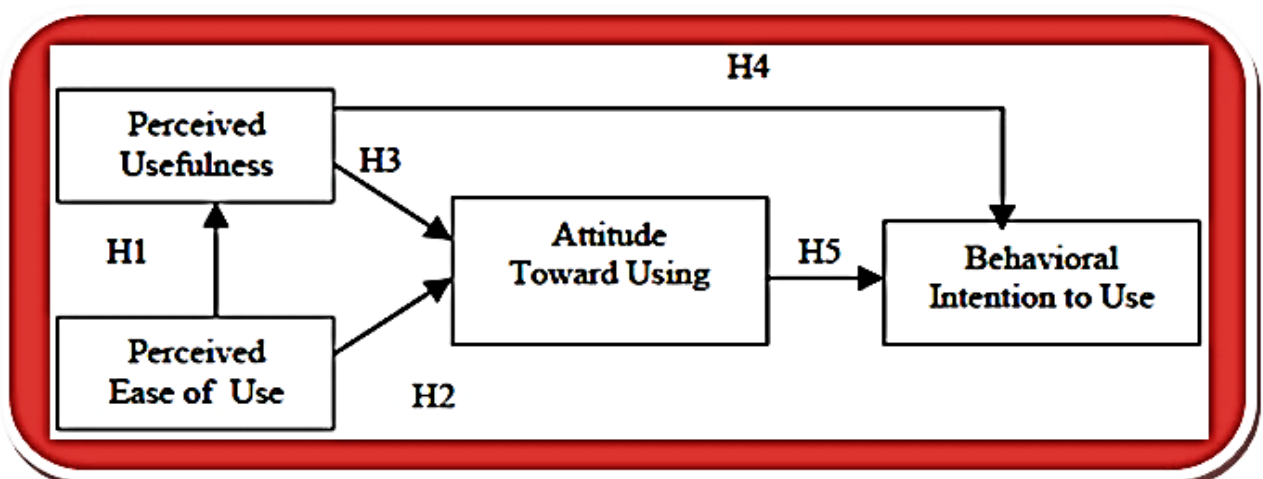 H4
Perceived
Usefulness
H3
H1
Attitude
Toward Using
H5
Behavioral
Intention to Use
Perceived
Ease of Use
H2